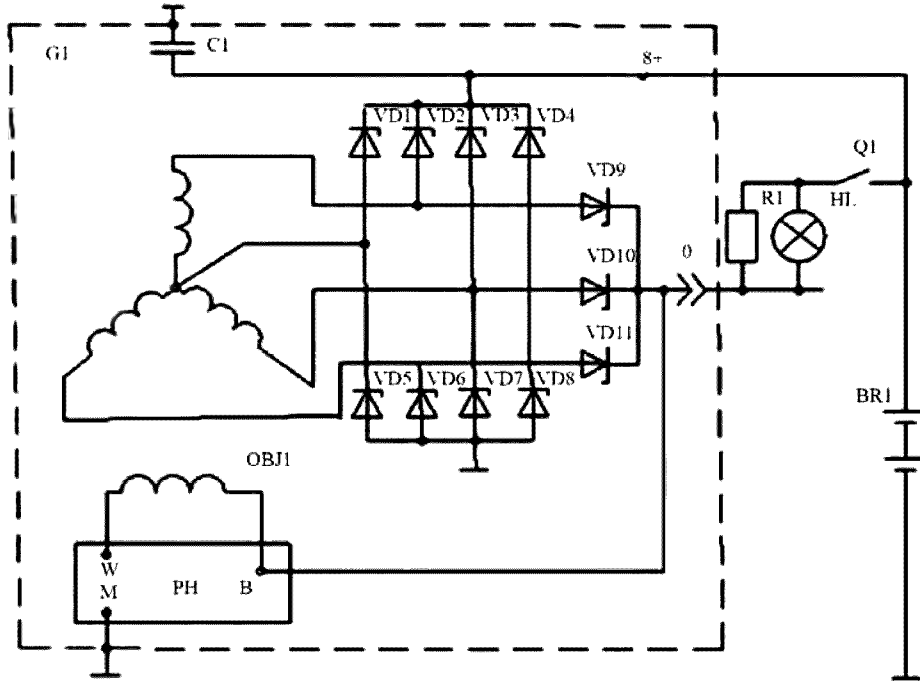 G1
C1
8+
VD1 VD2 VD3 VD4
Q1
VD9
R1
HL
VD10
0
VD11
VD5 VD6 VD7 VD8
BR1
OBJ1
W
M
PH
B